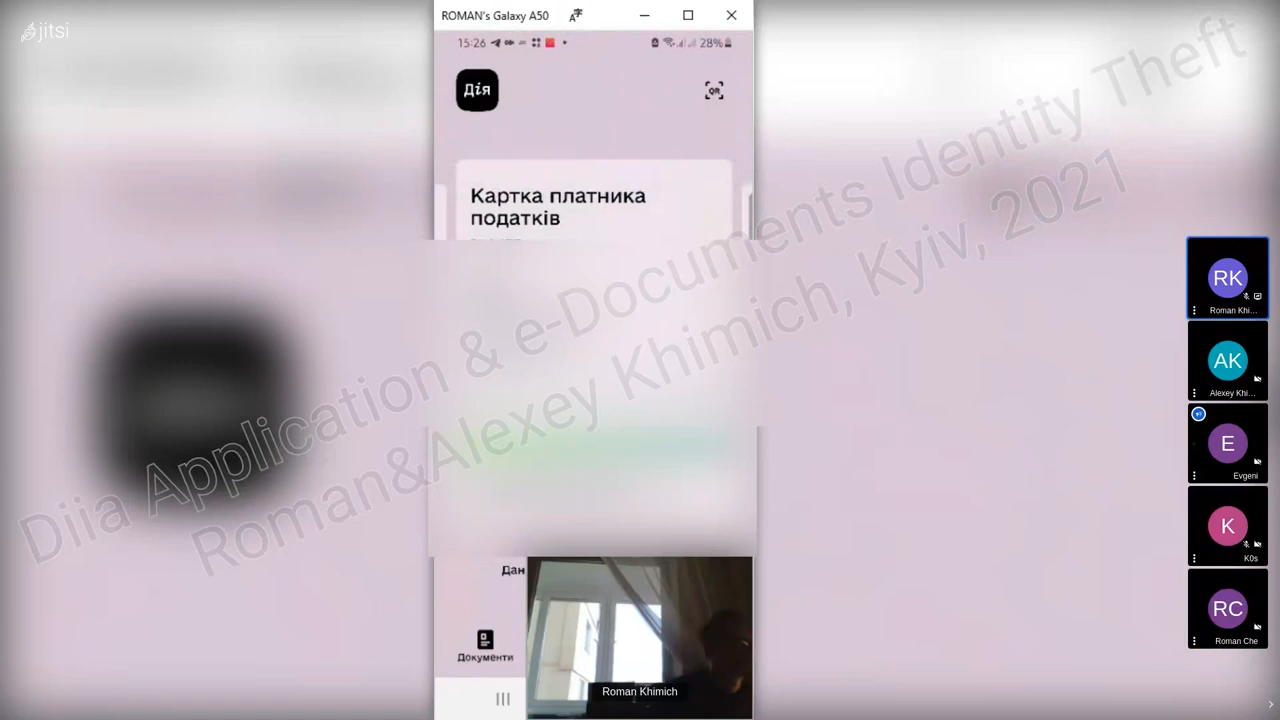 jitsi
ROMAN's Galaxy A50
15:26
28%
Дія
QR
Картка платника
податків
Diia Application & e-Documents Identity Theft
Roman&Alexey Khimich, Kyiv, 2021
RK
Roman Khi...
AK
Alexey Khi...
E
Evgeni
K
K0s
RC
Roman Che
Дан
Документи
Roman Khimich